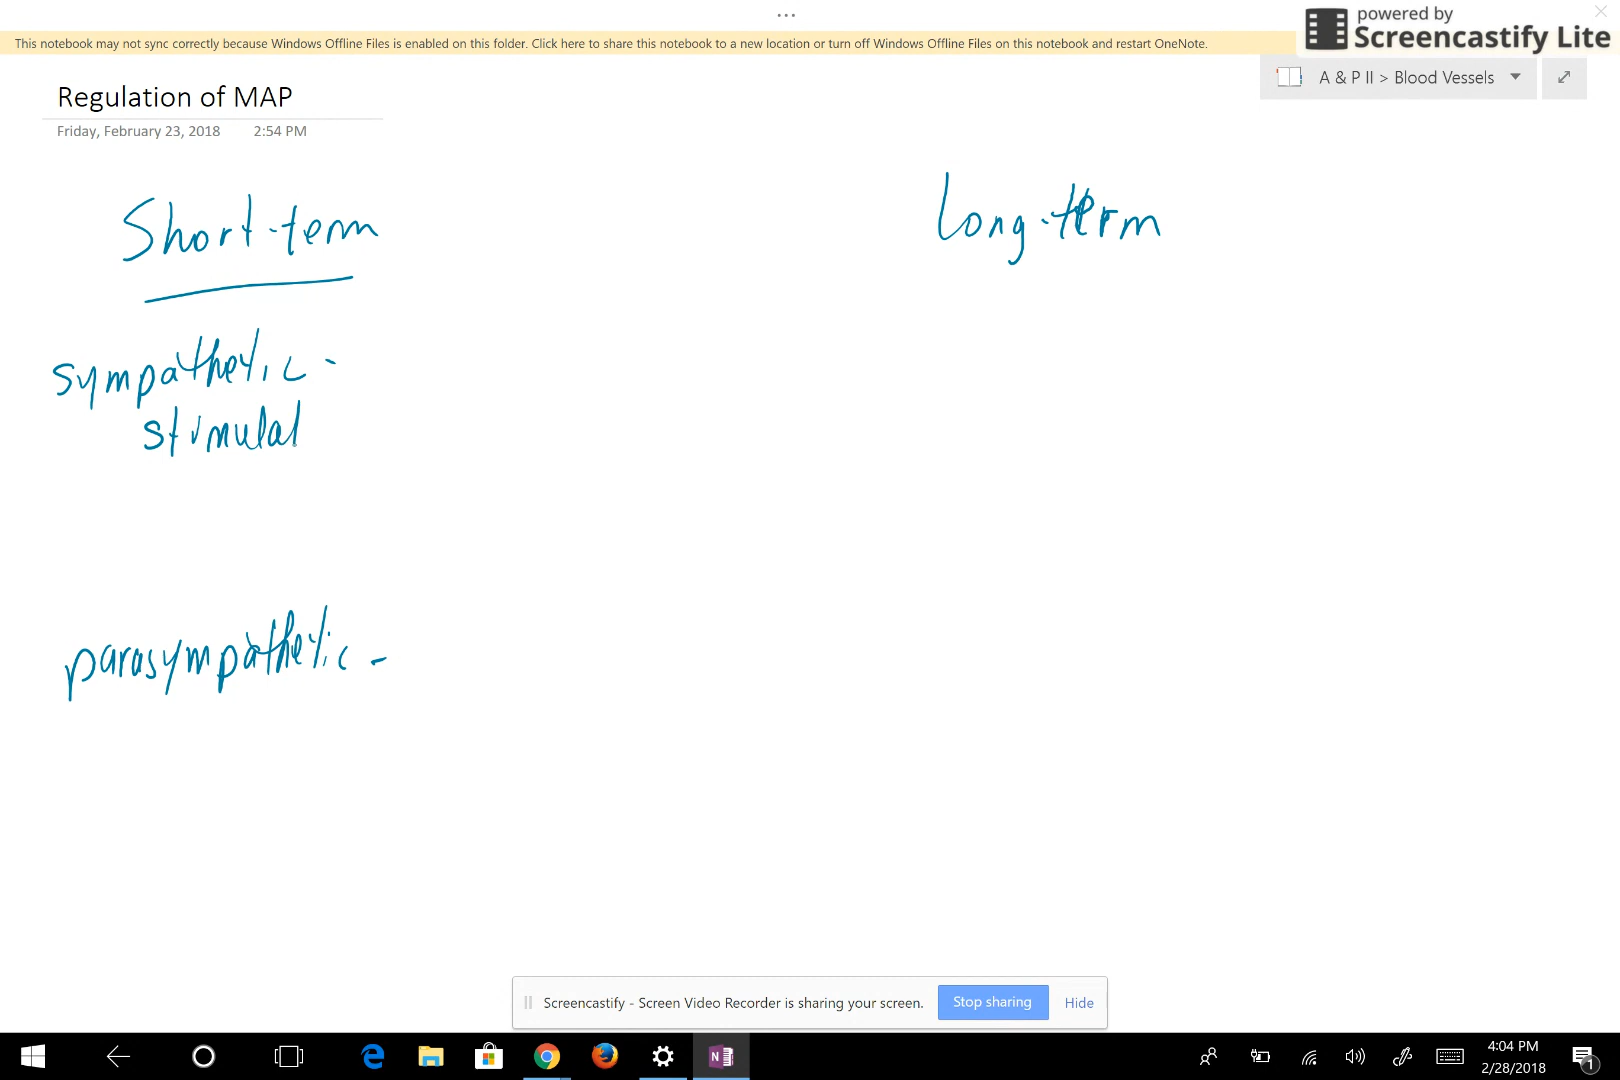 ...
powered by
Screencastify Lite
This notebook may not sync correctly because Windows Offline Files is enabled on this folder. Click here to share this notebook to a new location or turn off Windows Offline Files on this notebook and restart OneNote.
A & P II > Blood Vessels
Regulation of MAP
Friday, February 23, 2018 2:54 PM
Short-term
Long-term
sympathetic -
stimulat
parasympathetic -
Screencastify - Screen Video Recorder is sharing your screen. Stop sharing Hide
4:04 PM
2/28/2018
1